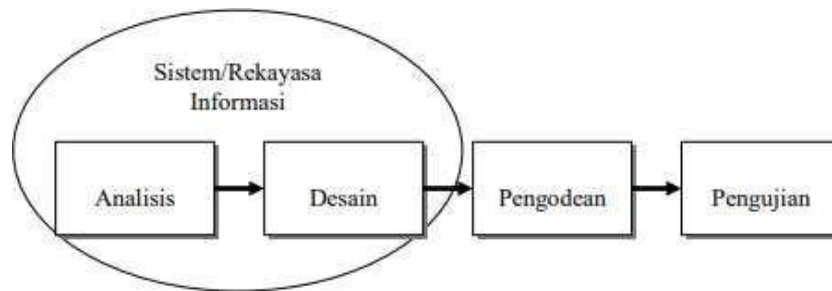 Sistem/Rekayasa
Informasi
Analisis
Desain
Pengodean
Pengujian